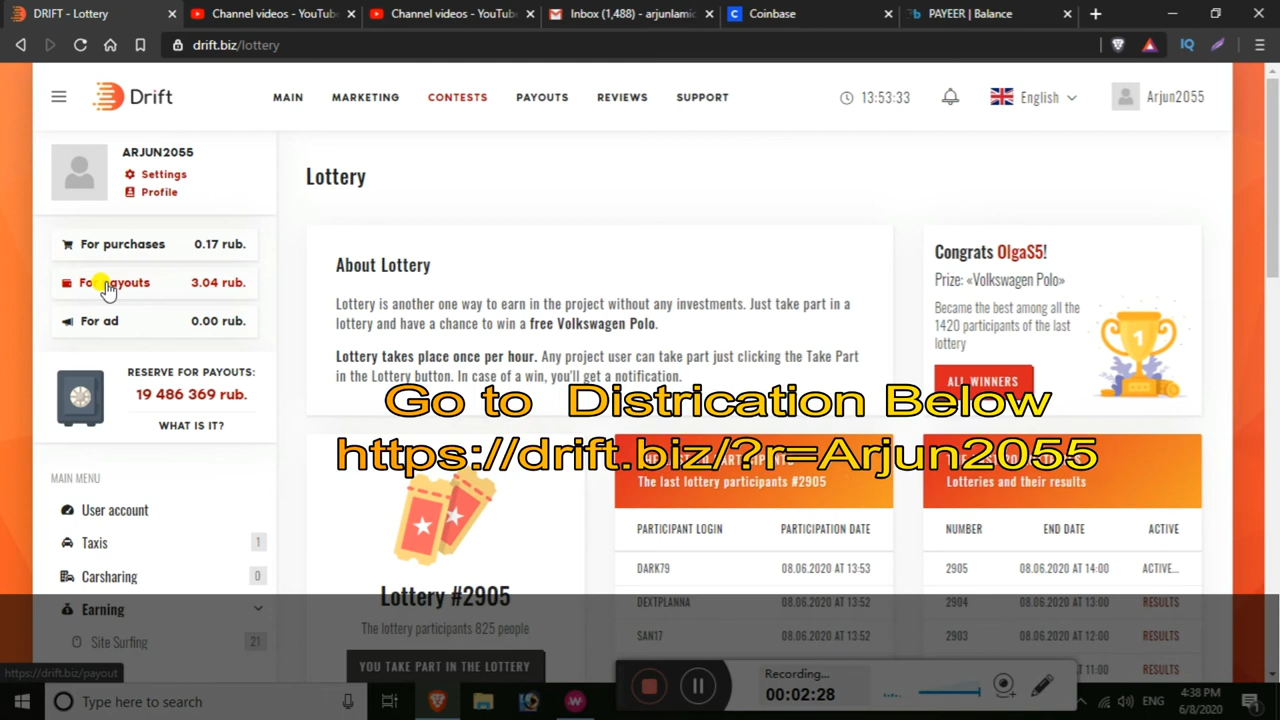 DRIFT - Lottery
Channel videos - YouTub
Channel videos - YouTub
Inbox (1,488) - arjunlamic
Coinbase
PAYEER | Balance
drift.biz/lottery
Drift
MAIN
MARKETING
CONTESTS
PAYOUTS
REVIEWS
SUPPORT
13:53:33
English
Arjun2055
ARJUN2055
Settings
Profile
For purchases 0.17 rub.
For payouts 3.04 rub.
For ad 0.00 rub.
RESERVE FOR PAYOUTS:
19 486 369 rub.
WHAT IS IT?
MAIN MENU
User account
Taxis 1
Carsharing 0
Earning
Site Surfing 21
Lottery
About Lottery
Lottery is another one way to earn in the project without any investments. Just take part in a
lottery and have a chance to win a free Volkswagen Polo.
Lottery takes place once per hour. Any project user can take part just clicking the Take Part
in the Lottery button. In case of a win, you'll get a notification.
Congrats OlgaS5!
Prize: «Volkswagen Polo»
Became the best among all the
1420 participants of the last
lottery
ALL WINNERS
Go to Districation Below
https://drift.biz/?r=Arjun2055
Lottery #2905
The lottery participants 825 people
YOU TAKE PART IN THE LOTTERY
The last lottery participants #2905
PARTICIPANT LOGIN PARTICIPATION DATE
DARK79 08.06.2020 AT 13:53
DEXTPLANNA 08.06.2020 AT 13:52
SAN17 08.06.2020 AT 13:52
Lotteries and their results
NUMBER END DATE ACTIVE
2905 08.06.2020 AT 14:00 ACTIVE...
2904 08.06.2020 AT 13:00 RESULTS
2903 08.06.2020 AT 12:00 RESULTS
11:00 RESULTS
https://drift.biz/payout
Recording...
00:02:28
Type here to search
ENG
4:38 PM
6/8/2020
1